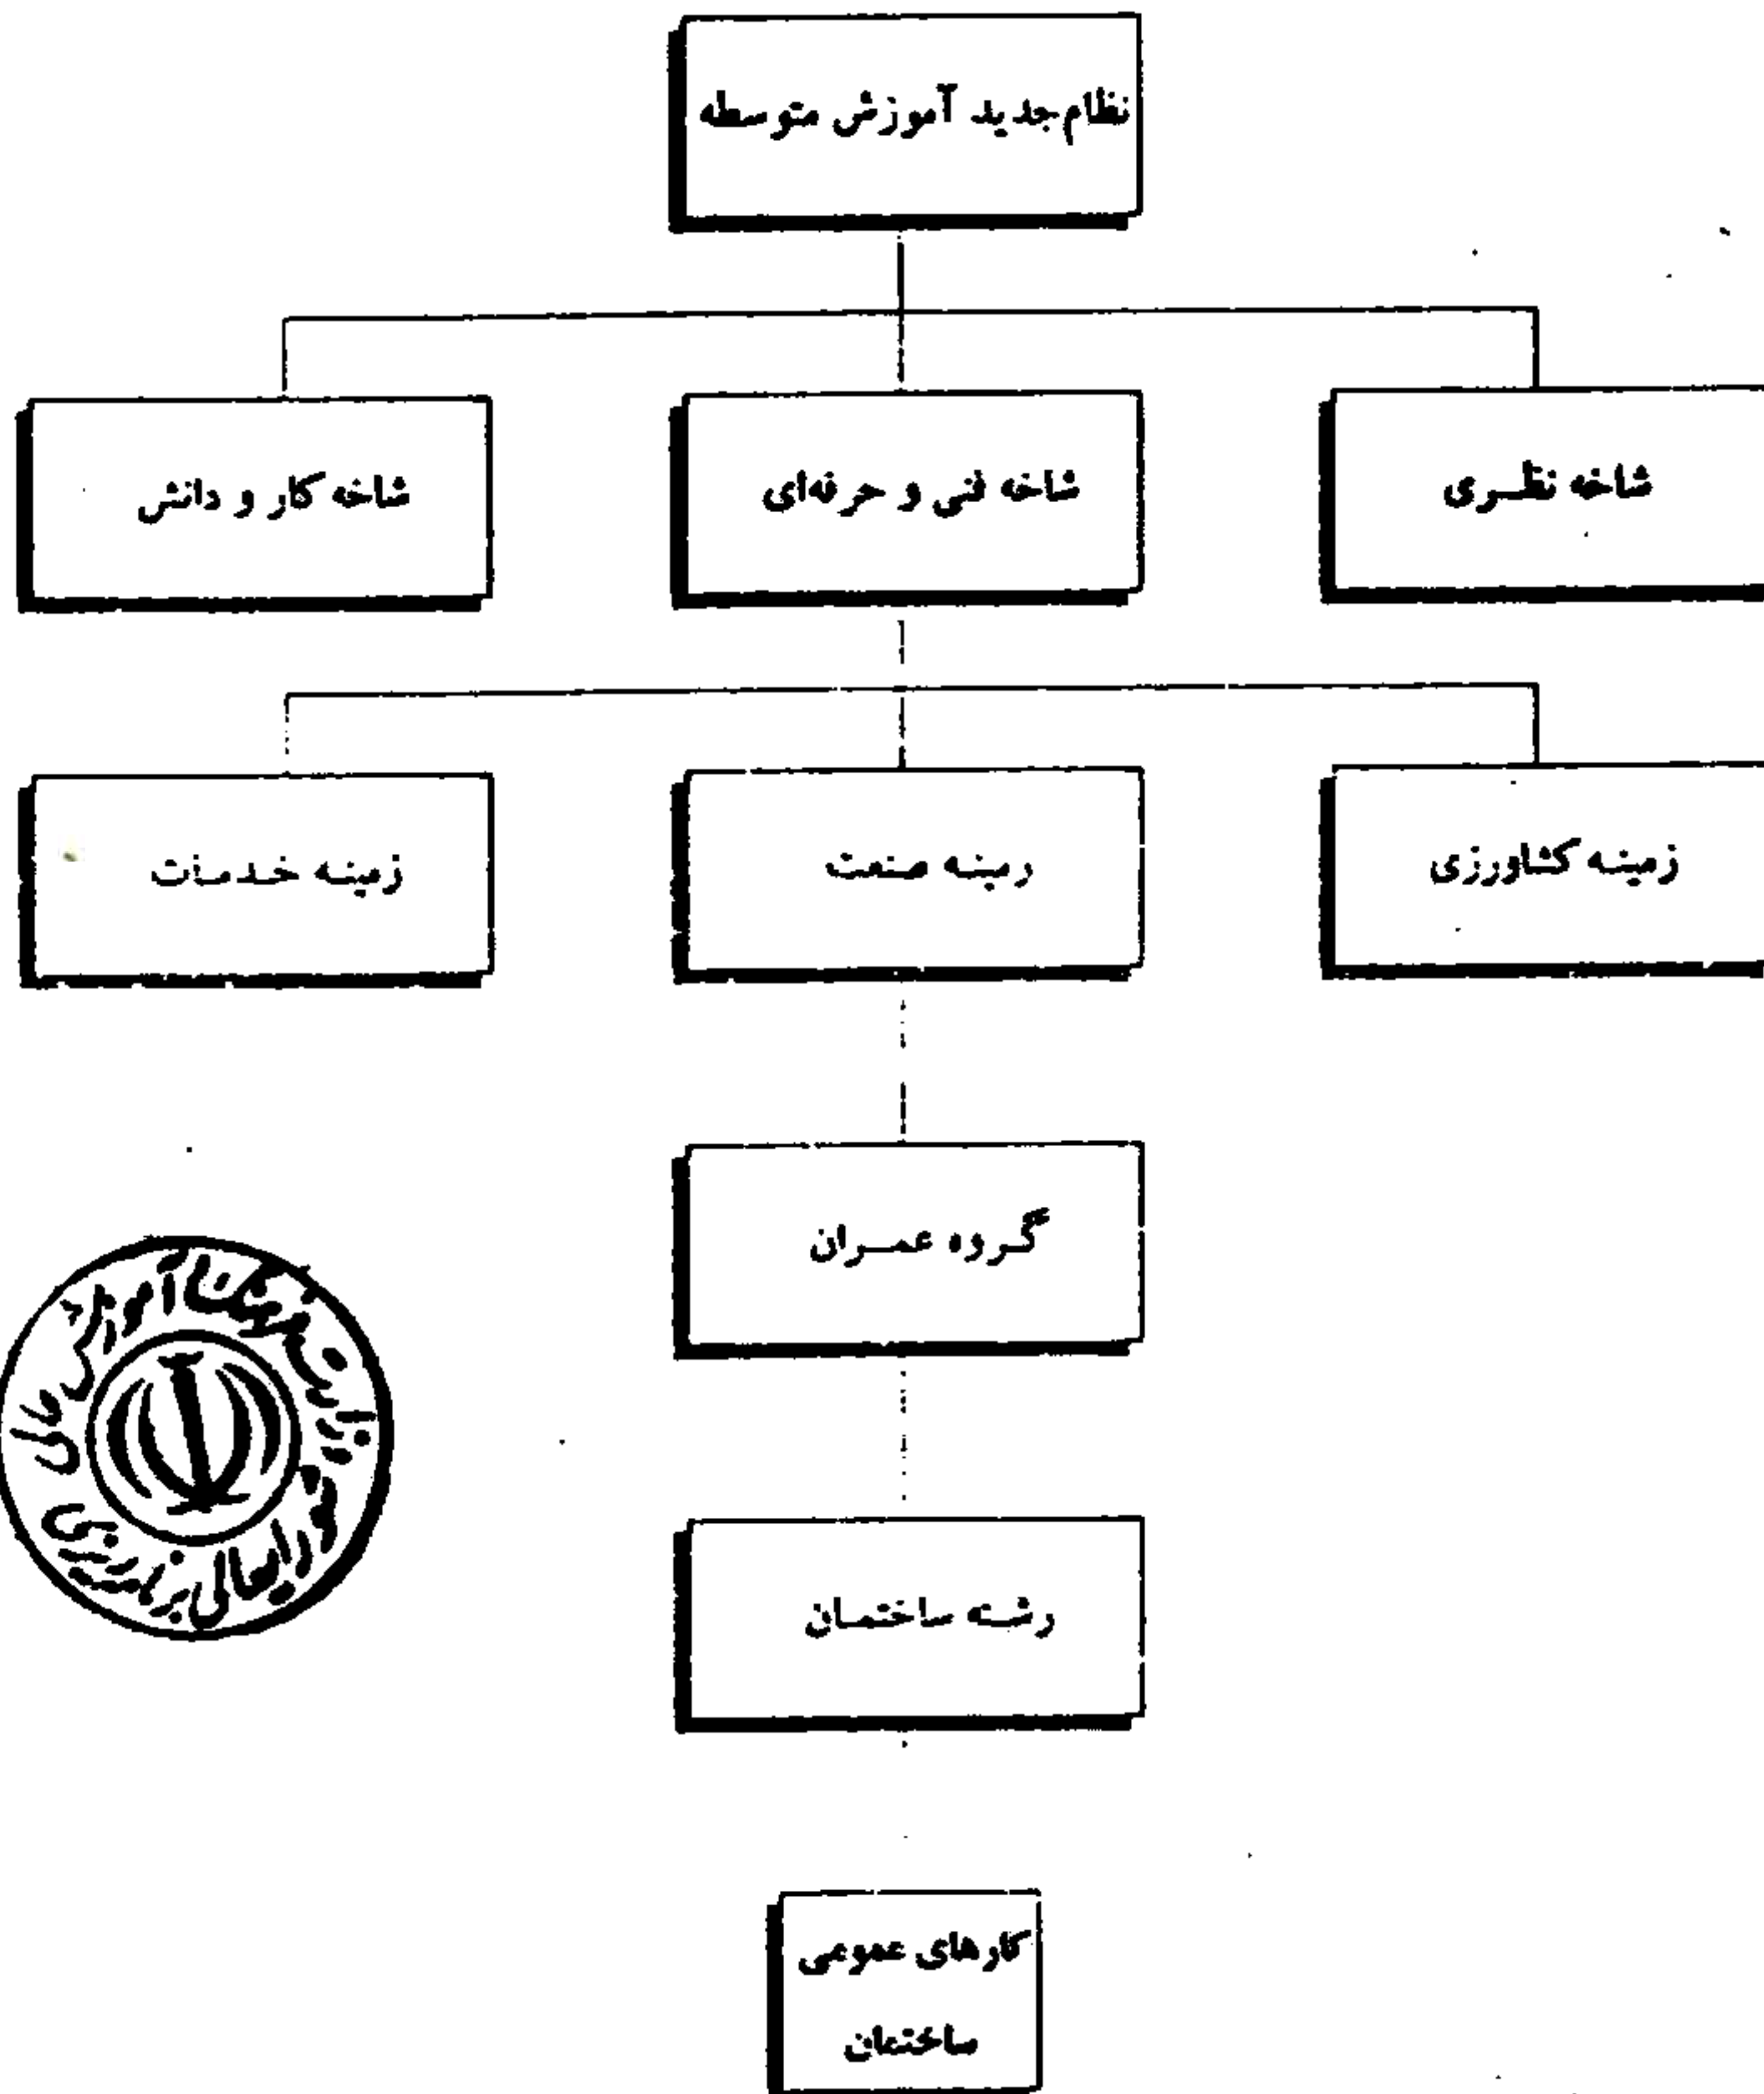 نظام جدید آموزش متوسطه
شاخه نظری
شاخه فنی و حرفه‌ای
شاخه کار و دانش
زمینه کشاورزی
زمینه صنعت
زمینه خدمات
گروه عمران
رشته ساختمان
کارهای عمومی
ساختمان